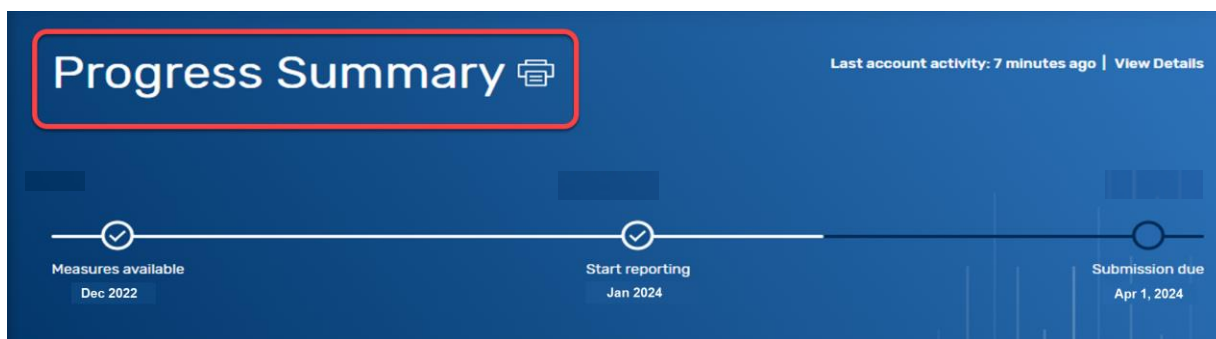 Progress Summary
Last account activity: 7 minutes ago | View Details
Measures available
Dec 2022
Start reporting
Jan 2024
Submission due
Apr 1, 2024